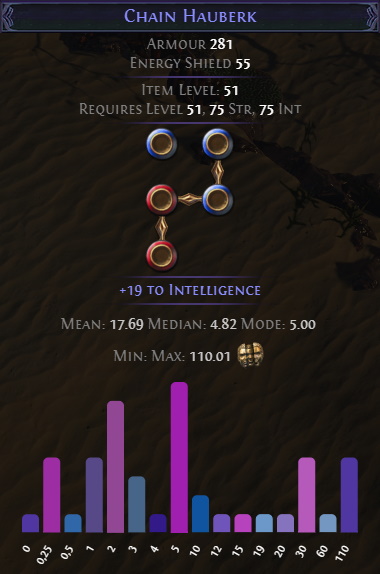 Chain Hauberk
Armour 281
Energy Shield 55
Item Level: 51
Requires Level 51, 75 Str, 75 Int
+19 to Intelligence
Mean: 17.69 Median: 4.82 Mode: 5.00
Min: Max: 110.01
0 0,25 0,5 1 2 3 4 5 10 12 15 19 20 30 60 110